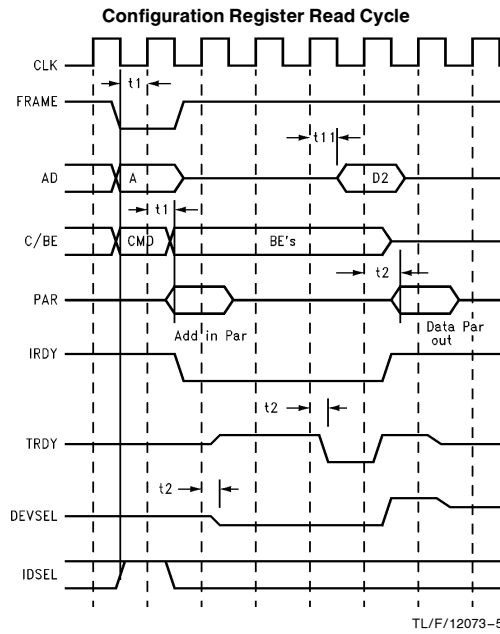 Configuration Register Read Cycle
CLK
t1
FRAME
t11
AD
A
D2
t1
C/BE
CMD
BE's
t2
PAR
Add in Par
Data Par
out
IRDY
t2
TRDY
t2
DEVSEL
IDSEL
TL/F/12073–5